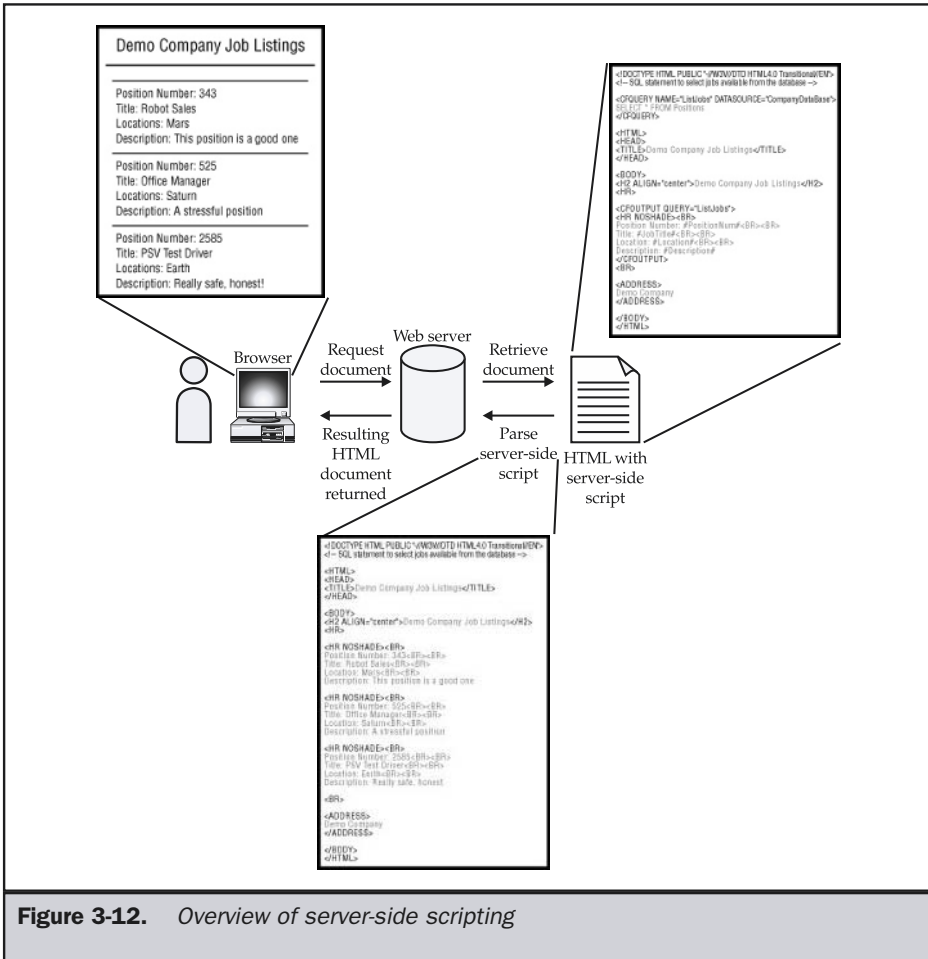 Demo Company Job Listings
Position Number: 343
Title: Robot Sales
Locations: Mars
Description: This position is a good one
Position Number: 525
Title: Office Manager
Locations: Saturn
Description: A stressful position
Position Number: 2585
Title: PSV Test Driver
Locations: Earth
Description: Really safe, honest!
<!DOCTYPE HTML PUBLIC "-//W3W//DTD HTML4.0 Transitional//EN">
<!-- SQL statement to select jobs available from the database -->
<CFQUERY NAME="ListJobs" DATASOURCE="CompanyDataBase">
SELECT * FROM Positions
</CFQUERY>
<HTML>
<HEAD>
<TITLE>Demo Company Job Listings</TITLE>
</HEAD>
<BODY>
<H2 ALIGN="center">Demo Company Job Listings</H2>
<HR>
<CFOUTPUT QUERY="ListJobs">
<HR NOSHADE><BR>
Position Number: #PositionNum#<BR><BR>
Title: #JobTitle#<BR><BR>
Location: #Location#<BR><BR>
Description: #Description#
</CFOUTPUT>
<BR>
<ADDRESS>
Demo Company
</ADDRESS>
</BODY>
</HTML>
Browser
Request
document
Web server
Retrieve
document
Resulting
HTML
document
returned
Parse
server-side
script
HTML with
server-side
script
<!DOCTYPE HTML PUBLIC "-//W3W//DTD HTML4.0 Transitional//EN">
<!-- SQL statement to select jobs available from the database -->
<HTML>
<HEAD>
<TITLE>Demo Company Job Listings</TITLE>
</HEAD>
<BODY>
<H2 ALIGN="center">Demo Company Job Listings</H2>
<HR>
<HR NOSHADE><BR>
Position Number: 343<BR><BR>
Title: Robot Sales<BR><BR>
Location: Mars<BR><BR>
Description: This position is a good one
<HR NOSHADE><BR>
Position Number: 525<BR><BR>
Title: Office Manager<BR><BR>
Location: Saturn<BR><BR>
Description: A stressful position
<HR NOSHADE><BR>
Position Number: 2585<BR><BR>
Title: PSV Test Driver<BR><BR>
Location: Earth<BR><BR>
Description: Really safe, honest
<BR>
<ADDRESS>
Demo Company
</ADDRESS>
</BODY>
</HTML>
Figure 3-12. Overview of server-side scripting